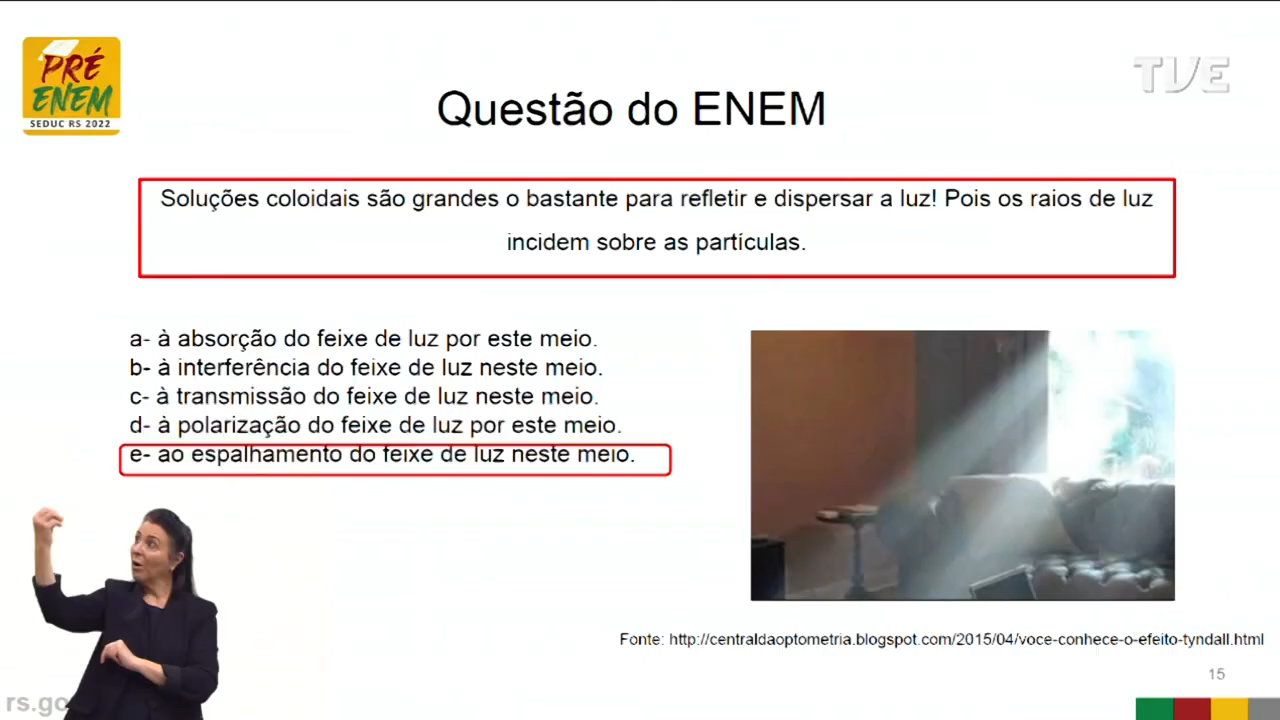 PRÉ
ENEM
SEDUC RS 2022
TVE
Questão do ENEM
Soluções coloidais são grandes o bastante para refletir e dispersar a luz! Pois os raios de luz
incidem sobre as partículas.
a- à absorção do feixe de luz por este meio.
b- à interferência do feixe de luz neste meio.
c- à transmissão do feixe de luz neste meio.
d- à polarização do feixe de luz por este meio.
e- ao espalhamento do feixe de luz neste meio.
Fonte: http://centraldaoptometria.blogspot.com/2015/04/voce-conhece-o-efeito-tyndall.html
15